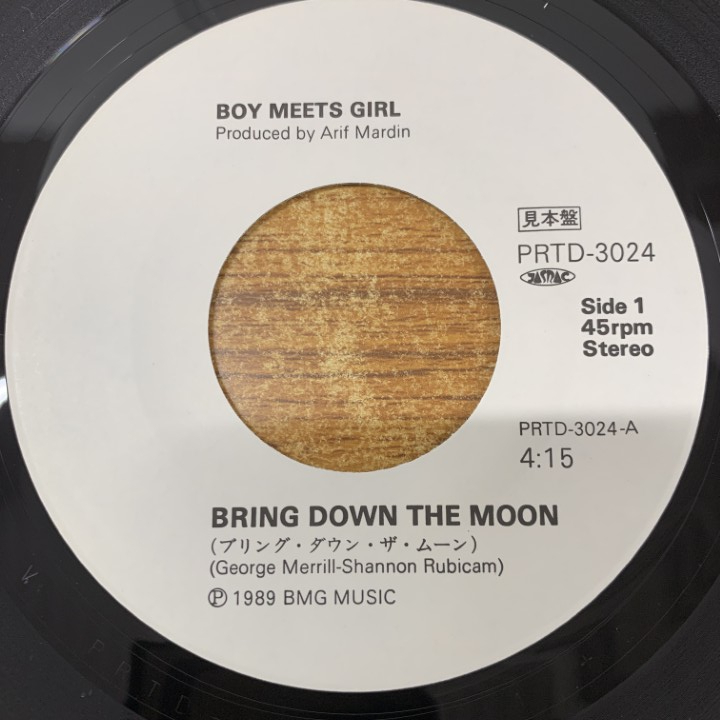 BOY MEETS GIRL
Produced by Arif Mardin
見本盤
PRTD-3024
JASRAC
Side 1
45rpm
Stereo
PRTD-3024-A
4:15
BRING DOWN THE MOON
(ブリング・ダウン・ザ・ムーン)
(George Merrill-Shannon Rubicam)
Ⓟ 1989 BMG MUSIC